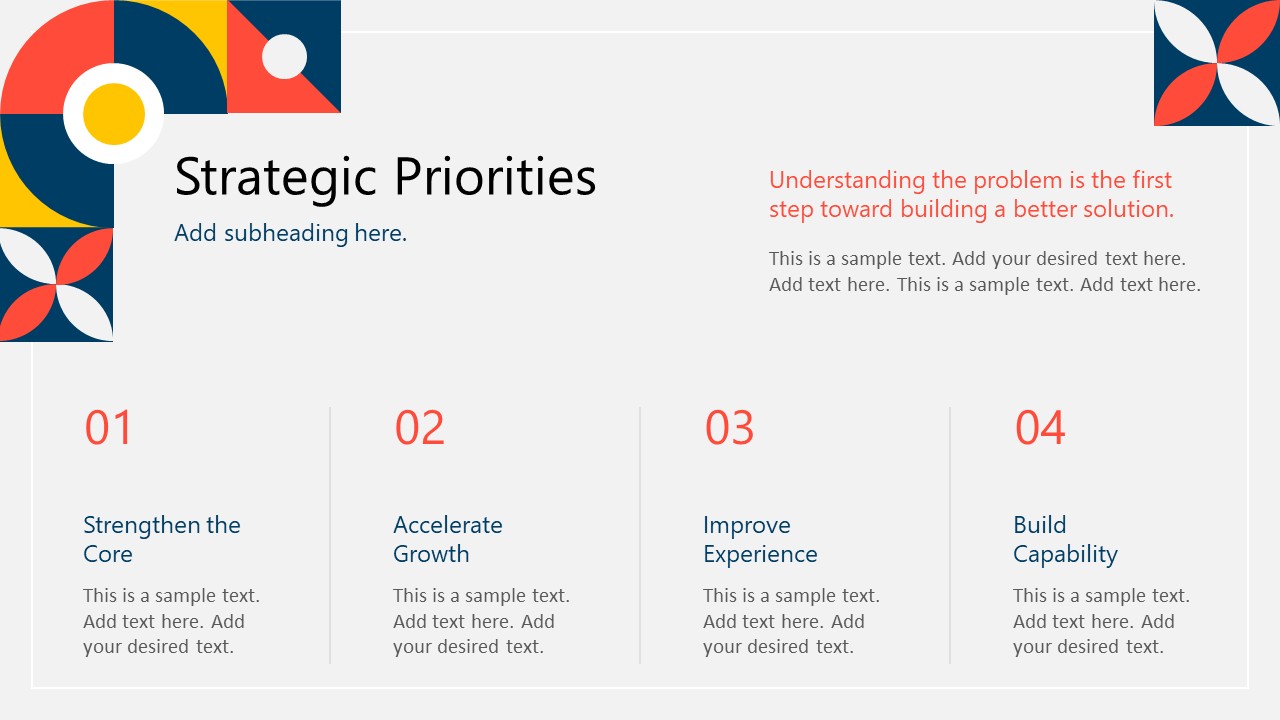 Strategic Priorities
Add subheading here.
Understanding the problem is the first
step toward building a better solution.
This is a sample text. Add your desired text here.
Add text here. This is a sample text. Add text here.
01
Strengthen the
Core
This is a sample text.
Add text here. Add
your desired text.
02
Accelerate
Growth
This is a sample text.
Add text here. Add
your desired text.
03
Improve
Experience
This is a sample text.
Add text here. Add
your desired text.
04
Build
Capability
This is a sample text.
Add text here. Add
your desired text.